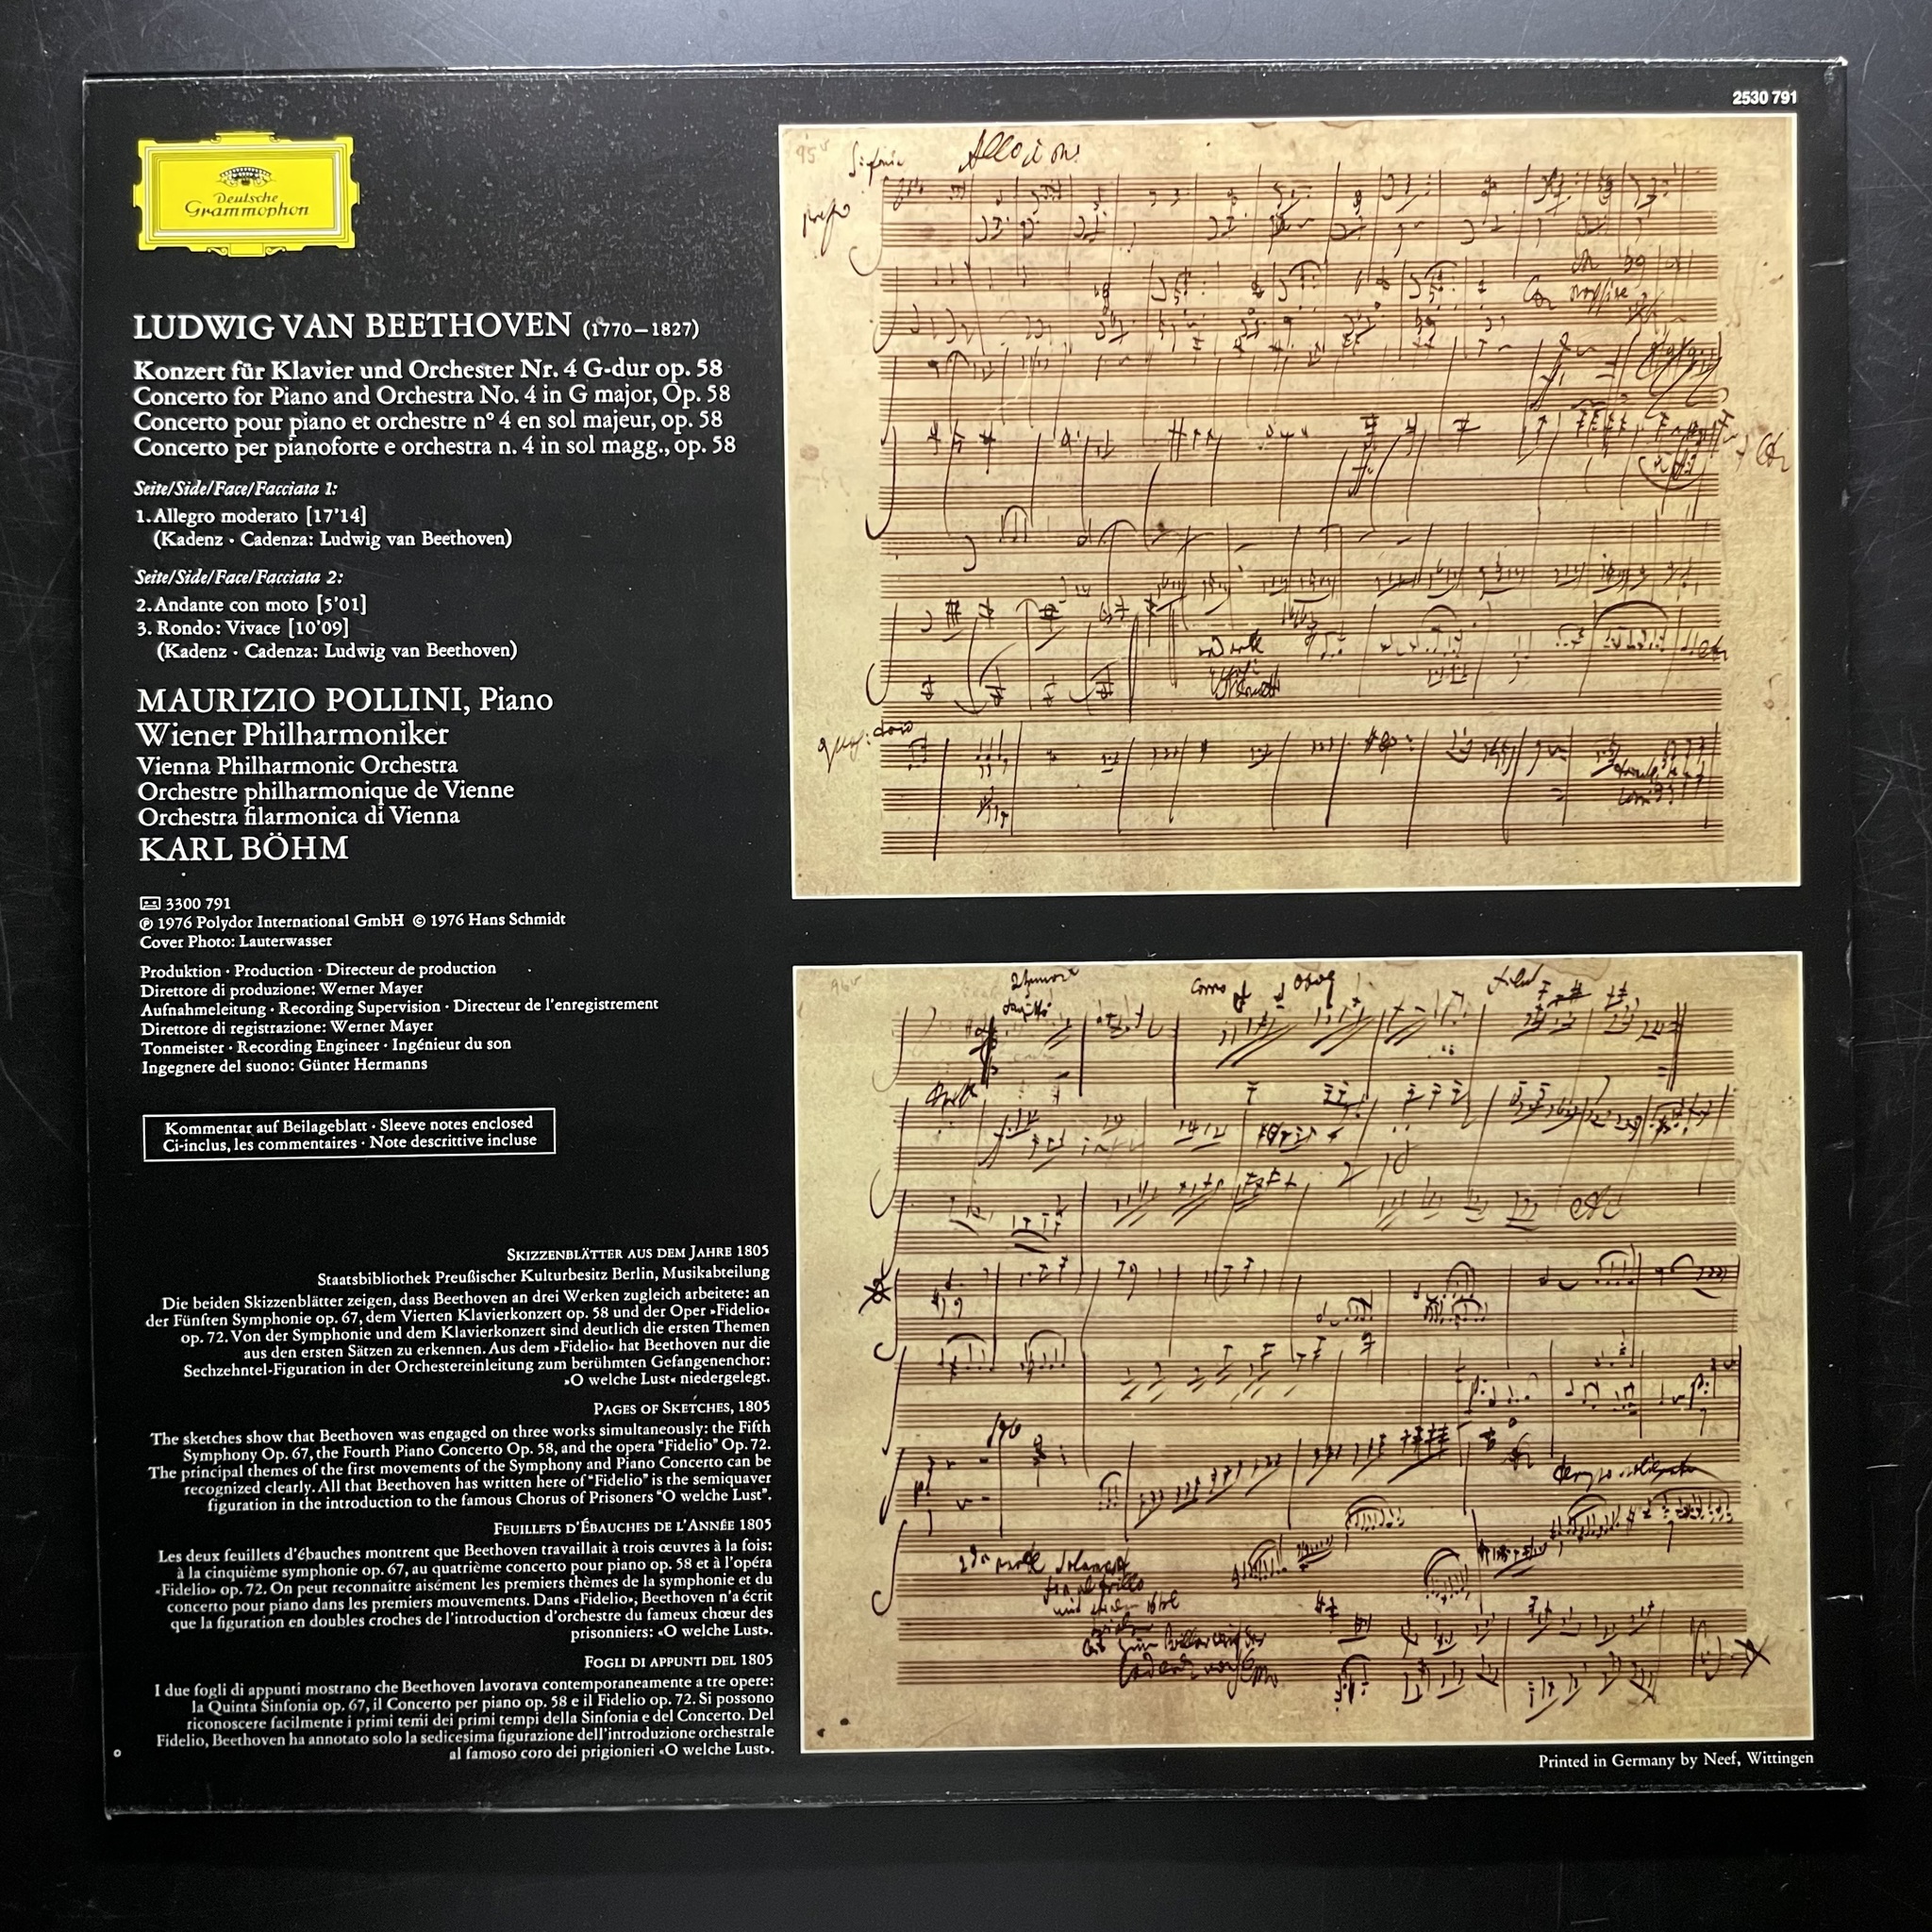 2530 791
Deutsche
Grammophon
LUDWIG VAN BEETHOVEN (1770–1827)
Konzert für Klavier und Orchester Nr. 4 G-dur op. 58
Concerto for Piano and Orchestra No. 4 in G major, Op. 58
Concerto pour piano et orchestre n° 4 en sol majeur, op. 58
Concerto per pianoforte e orchestra n. 4 in sol magg., op. 58
Seite/Side/Face/Facciata 1:
1. Allegro moderato [17'14]
(Kadenz · Cadenza: Ludwig van Beethoven)
Seite/Side/Face/Facciata 2:
2. Andante con moto [5'01]
3. Rondo: Vivace [10'09]
(Kadenz · Cadenza: Ludwig van Beethoven)
MAURIZIO POLLINI, Piano
Wiener Philharmoniker
Vienna Philharmonic Orchestra
Orchestre philharmonique de Vienne
Orchestra filarmonica di Vienna
KARL BÖHM
3300 791
℗ 1976 Polydor International GmbH © 1976 Hans Schmidt
Cover Photo: Lauterwasser
Produktion · Production · Directeur de production
Direttore di produzione: Werner Mayer
Aufnahmeleitung · Recording Supervision · Directeur de l'enregistrement
Direttore di registrazione: Werner Mayer
Tonmeister · Recording Engineer · Ingénieur du son
Ingegnere del suono: Günter Hermanns
Kommentar auf Beilageblatt · Sleeve notes enclosed
Ci-inclus, les commentaires · Note descrittive incluse
SKIZZENBLÄTTER AUS DEM JAHRE 1805
Staatsbibliothek Preußischer Kulturbesitz Berlin, Musikabteilung
Die beiden Skizzenblätter zeigen, dass Beethoven an drei Werken zugleich arbeitete: an
der Fünften Symphonie op. 67, dem Vierten Klavierkonzert op. 58 und der Oper »Fidelio«
op. 72. Von der Symphonie und dem Klavierkonzert sind deutlich die ersten Themen
aus den ersten Sätzen zu erkennen. Aus dem »Fidelio« hat Beethoven nur die
Sechzehntel-Figuration in der Orchestereinleitung zum berühmten Gefangenenchor:
»O welche Lust« niedergelegt.
PAGES OF SKETCHES, 1805
The sketches show that Beethoven was engaged on three works simultaneously: the Fifth
Symphony Op. 67, the Fourth Piano Concerto Op. 58, and the opera "Fidelio" Op. 72.
The principal themes of the first movements of the Symphony and Piano Concerto can be
recognized clearly. All that Beethoven has written here of "Fidelio" is the semiquaver
figuration in the introduction to the famous Chorus of Prisoners "O welche Lust".
FEUILLETS D'ÉBAUCHES DE L'ANNÉE 1805
Les deux feuillets d'ébauches montrent que Beethoven travaillait à trois œuvres à la fois:
à la cinquième symphonie op. 67, au quatrième concerto pour piano op. 58 et à l'opéra
«Fidelio» op. 72. On peut reconnaître aisément les premiers thèmes de la symphonie et du
concerto pour piano dans les premiers mouvements. Dans «Fidelio», Beethoven n'a écrit
que la figuration en doubles croches de l'introduction d'orchestre du fameux chœur des
prisonniers: «O welche Lust».
FOGLI DI APPUNTI DEL 1805
I due fogli di appunti mostrano che Beethoven lavorava contemporaneamente a tre opere:
la Quinta Sinfonia op. 67, il Concerto per piano op. 58 e il Fidelio op. 72. Si possono
riconoscere facilmente i primi temi dei primi tempi della Sinfonia e del Concerto. Del
Fidelio, Beethoven ha annotato solo la sedicesima figurazione dell'introduzione orchestrale
al famoso coro dei prigionieri «O welche Lust».
Printed in Germany by Neef, Wittingen